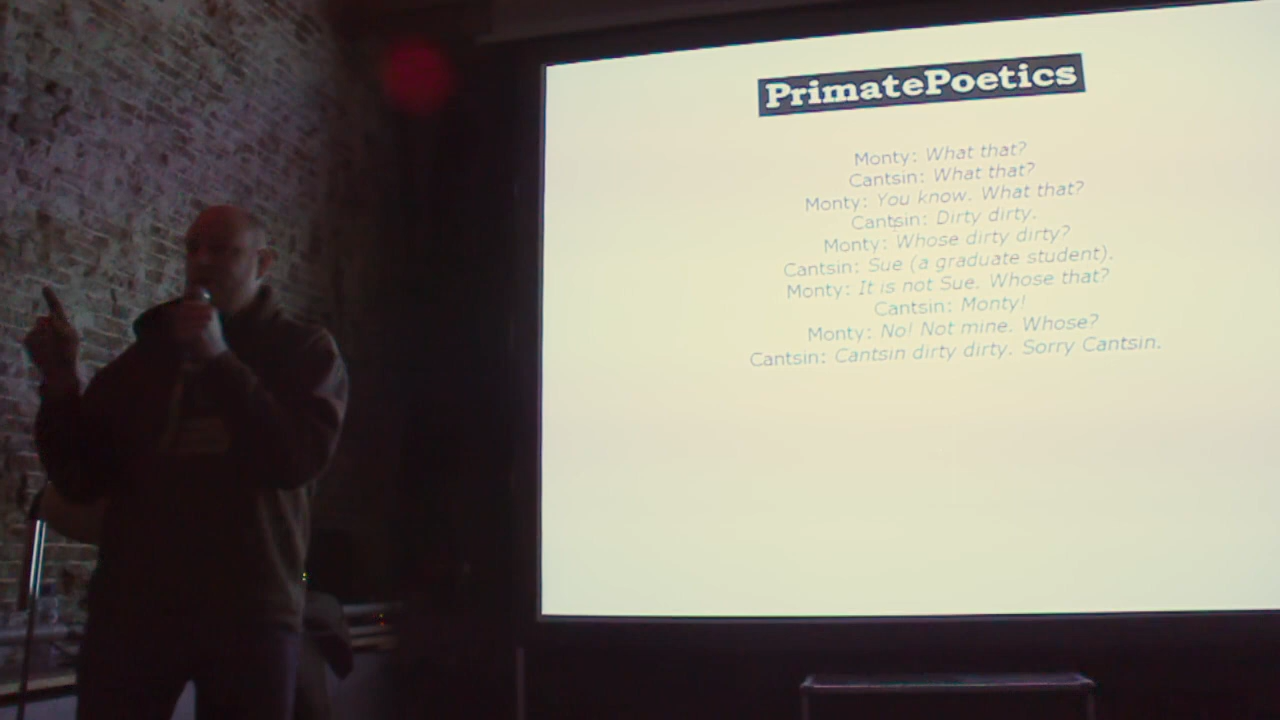 PrimatePoetics
Monty: What that?
Cantsin: What that?
Monty: You know. What that?
Cantsin: Dirty dirty.
Monty: Whose dirty dirty?
Cantsin: Sue (a graduate student).
Monty: It is not Sue. Whose that?
Cantsin: Monty!
Monty: No! Not mine. Whose?
Cantsin: Cantsin dirty dirty. Sorry Cantsin.